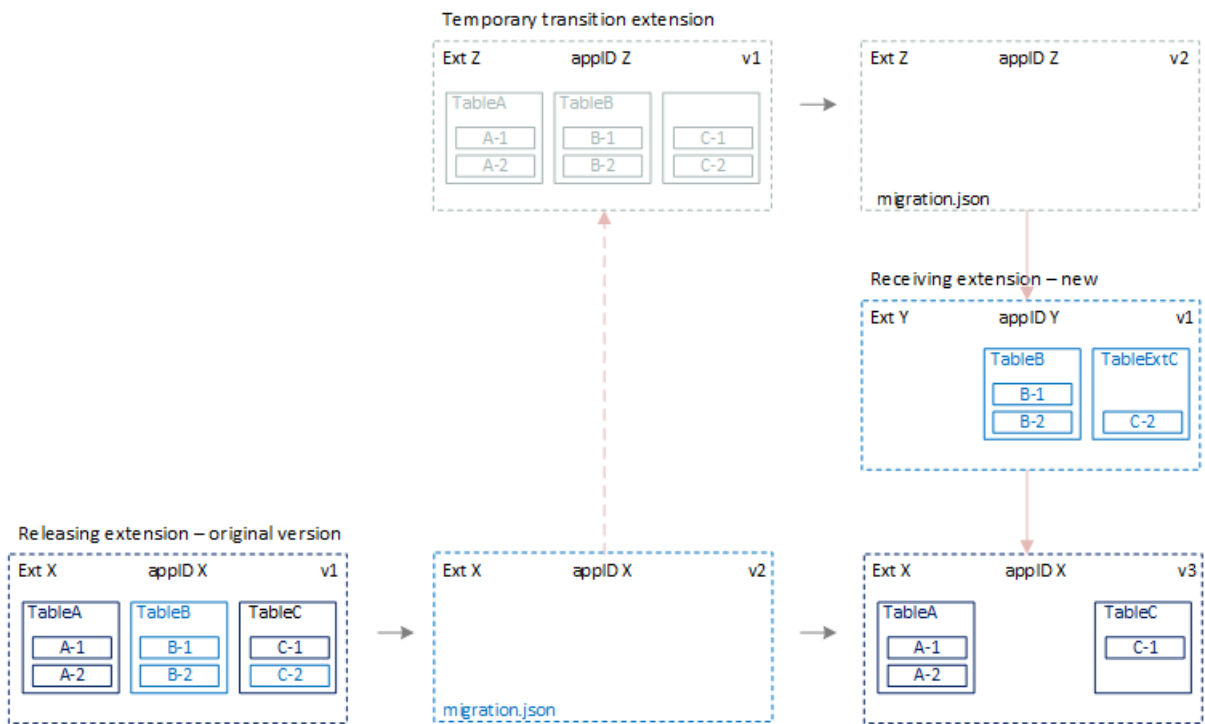 Temporary transition extension
Ext Z appID Z v1
TableA TableB
A-1 B-1 C-1
A-2 B-2 C-2
Ext Z appID Z v2
migration.json
Receiving extension – new
Ext Y appID Y v1
TableB TableExtC
B-1
B-2 C-2
Releasing extension – original version
Ext X appID X v1
TableA TableB TableC
A-1 B-1 C-1
A-2 B-2 C-2
Ext X appID X v2
migration.json
Ext X appID X v3
TableA TableC
A-1 C-1
A-2